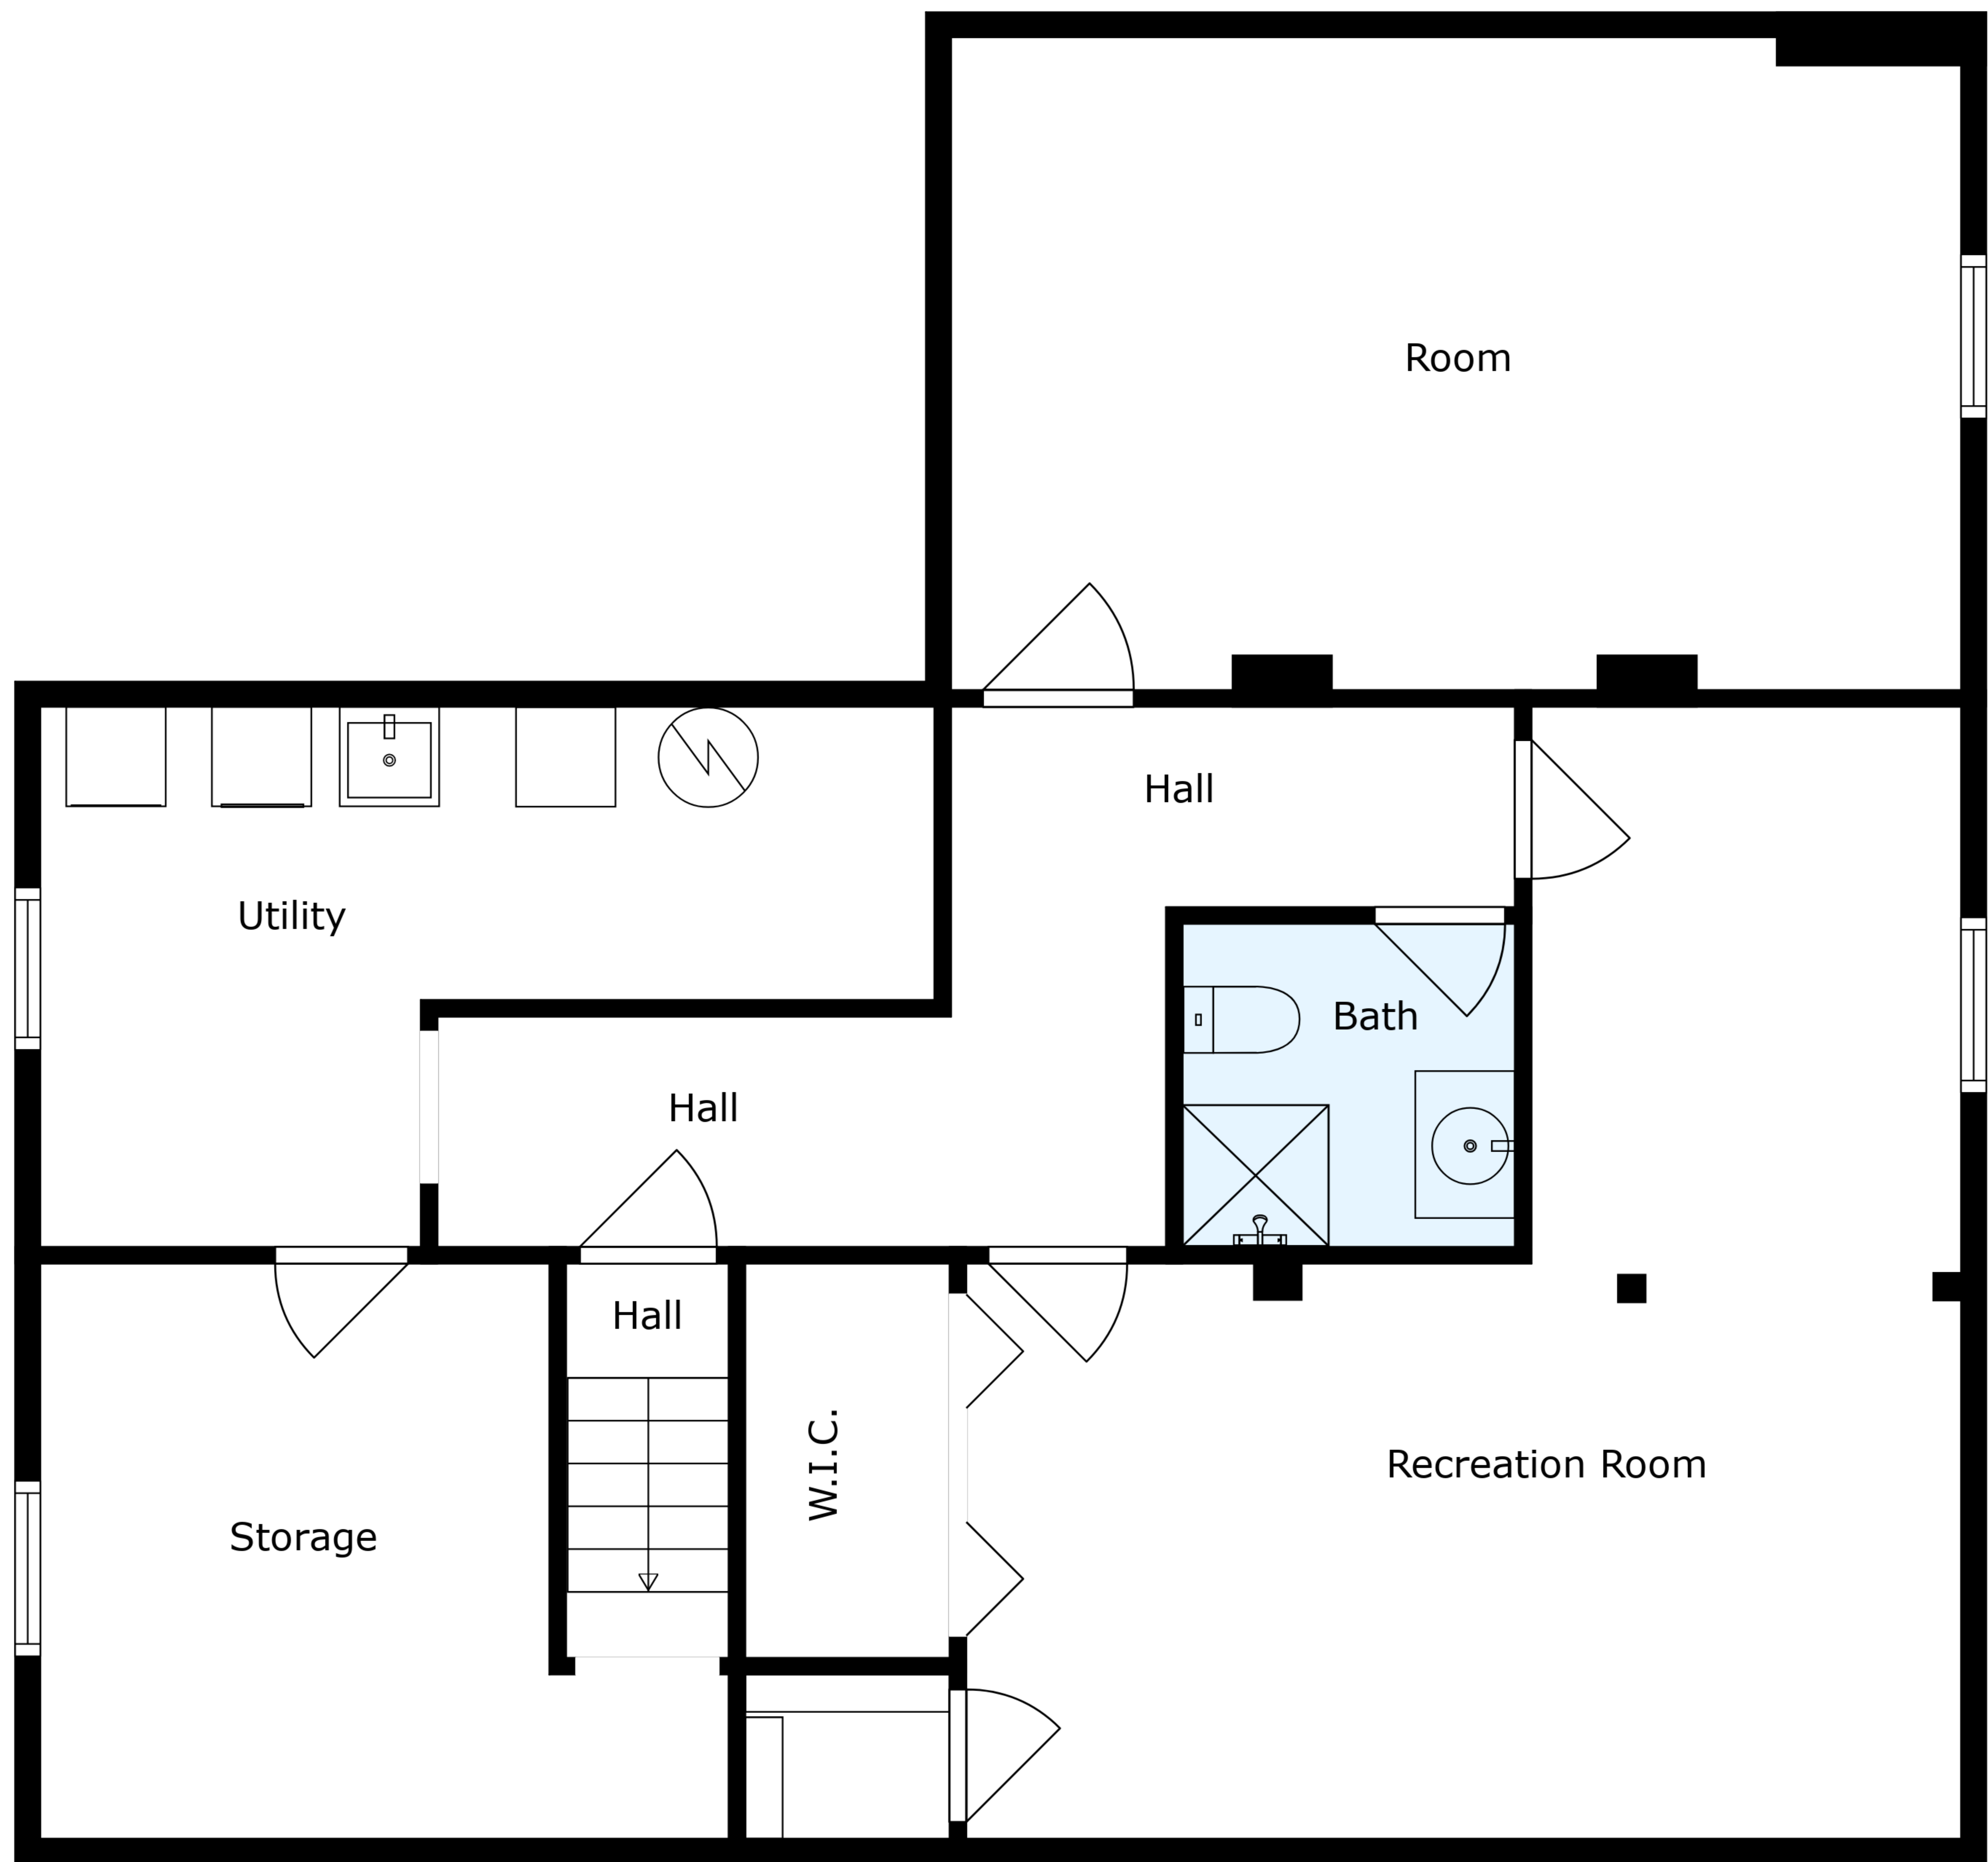 Room
Hall
Utility
Bath
Hall
Hall
W.I.C.
Recreation Room
Storage